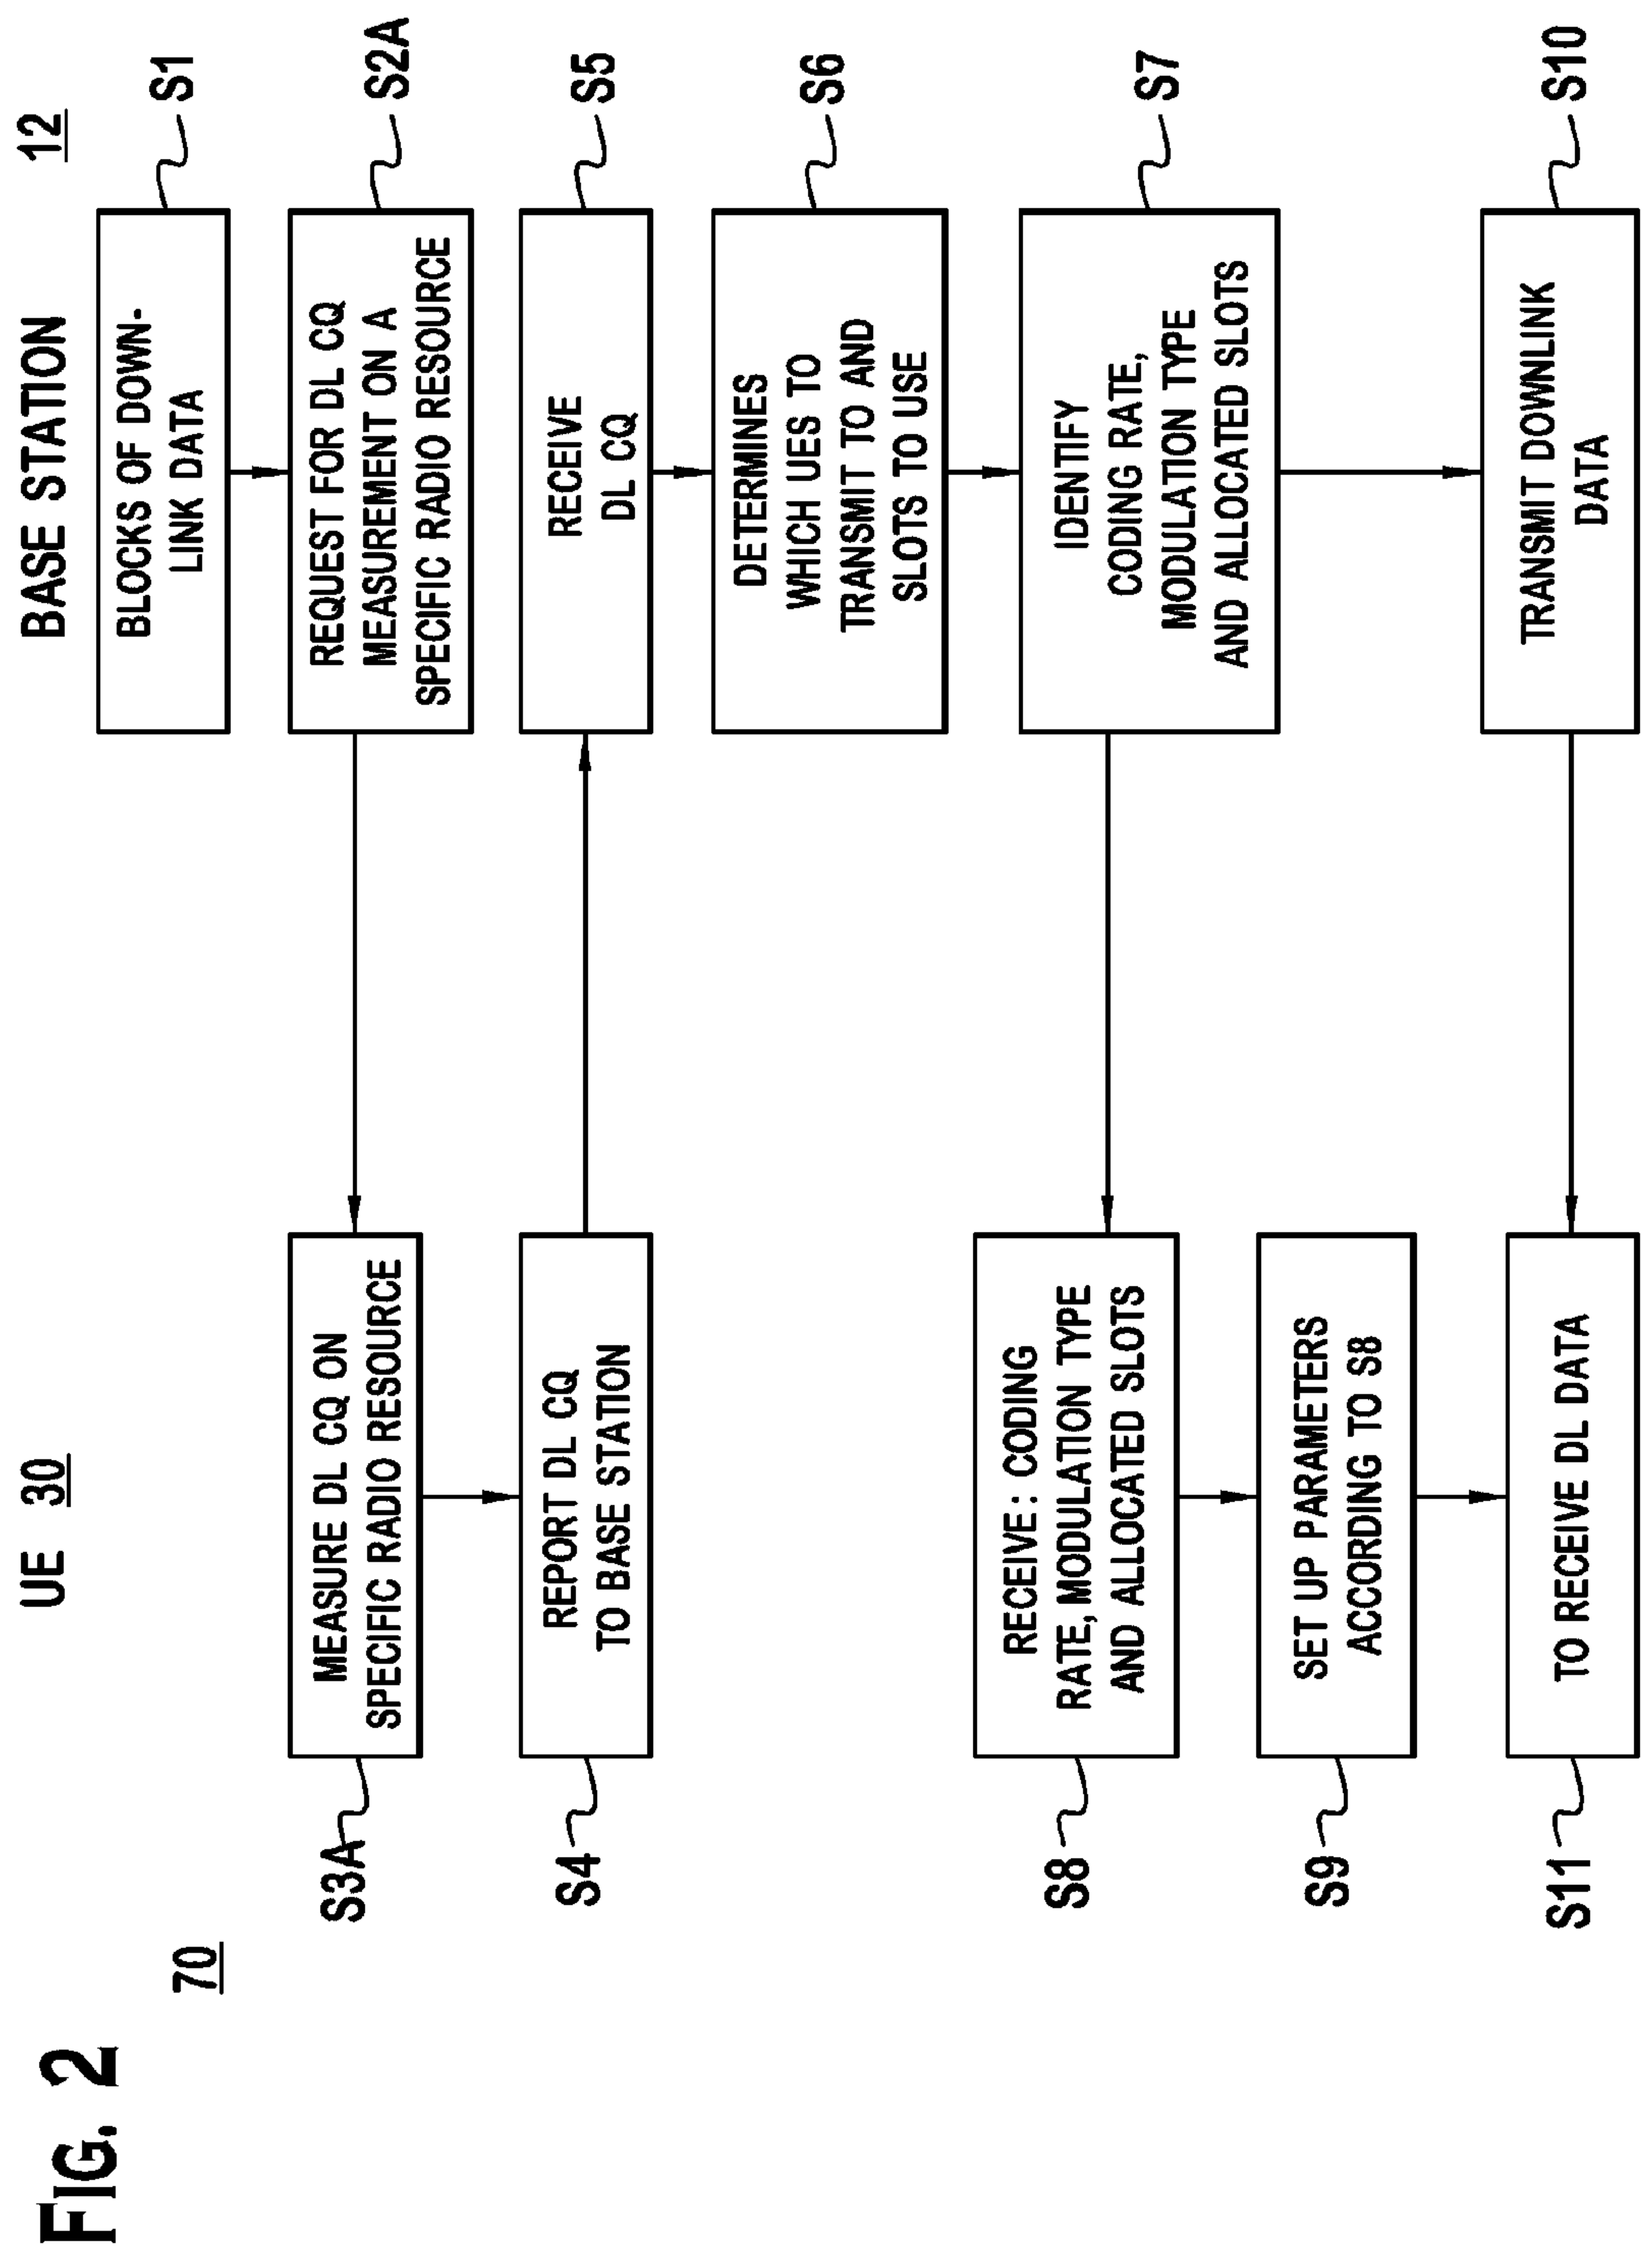 FIG. 2
70
UE 30
BASE STATION 12
BLOCKS OF DOWN-
LINK DATA
S1
REQUEST FOR DL CQ
MEASUREMENT ON A
SPECIFIC RADIO RESOURCE
S2A
S3A
MEASURE DL CQ ON
SPECIFIC RADIO RESOURCE
S4
REPORT DL CQ
TO BASE STATION
RECEIVE
DL CQ
S5
DETERMINES
WHICH UES TO
TRANSMIT TO AND
SLOTS TO USE
S6
IDENTIFY
CODING RATE,
MODULATION TYPE
AND ALLOCATED SLOTS
S7
S8
RECEIVE: CODING
RATE, MODULATION TYPE
AND ALLOCATED SLOTS
S9
SET UP PARAMETERS
ACCORDING TO S8
TRANSMIT DOWNLINK
DATA
S10
S11
TO RECEIVE DL DATA